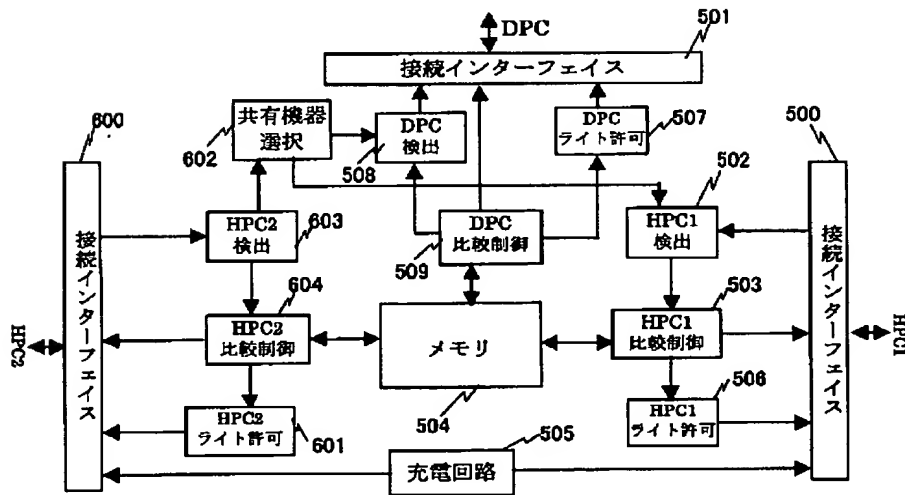 DPC
501
接続インターフェイス
600
共有機器
選択
602
DPC
検出
508
DPC
ライト許可
507
500
502
HPC2
検出
603
DPC
比較制御
509
HPC1
検出
604
503
HPC2
比較制御
メモリ
504
HPC1
比較制御
接続インターフェイス
接続インターフェイス
HPC2
HPC1
HPC2
ライト許可
601
506
HPC1
ライト許可
505
充電回路